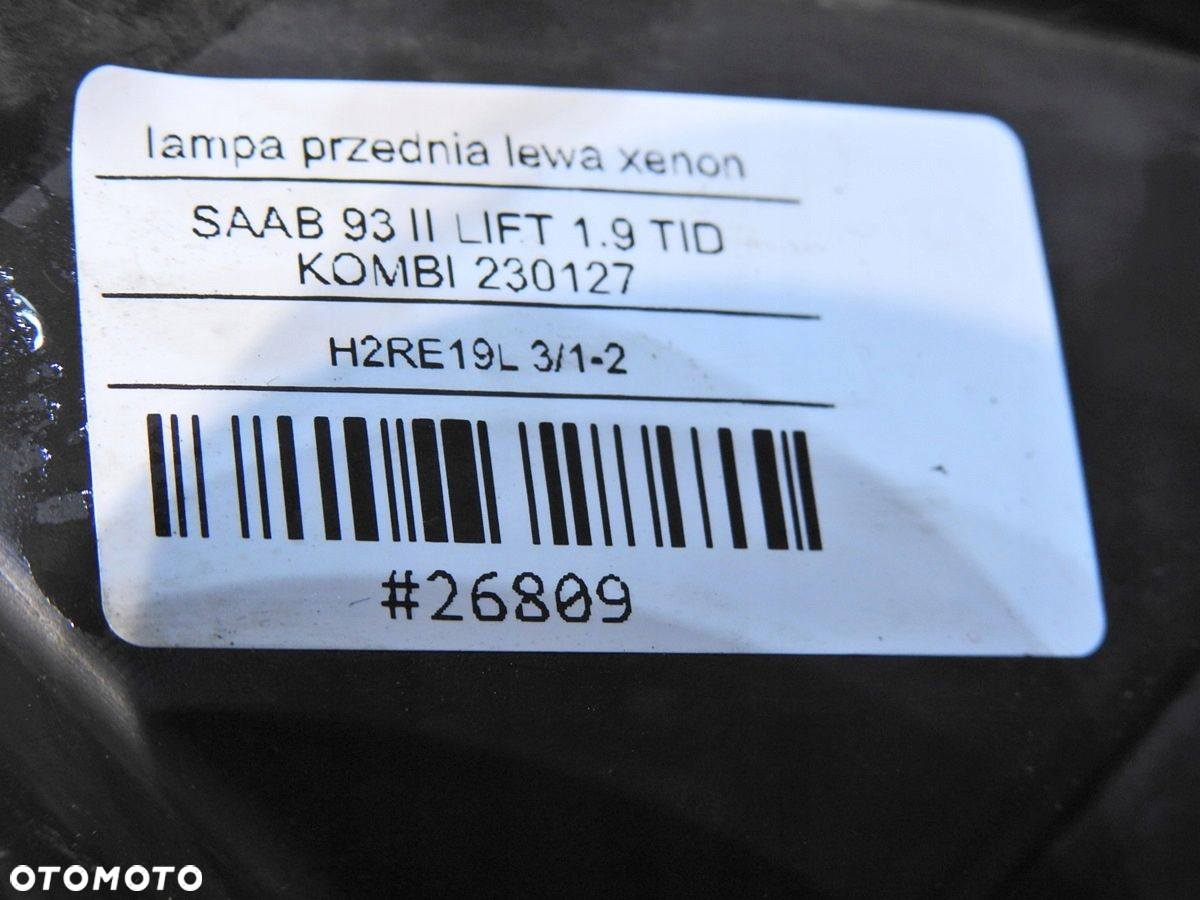 lampa przednia lewa xenon
SAAB 93 II LIFT 1.9 TID
KOMBI 230127
H2RE19L 3/1-2
#26809
OTOMOTO